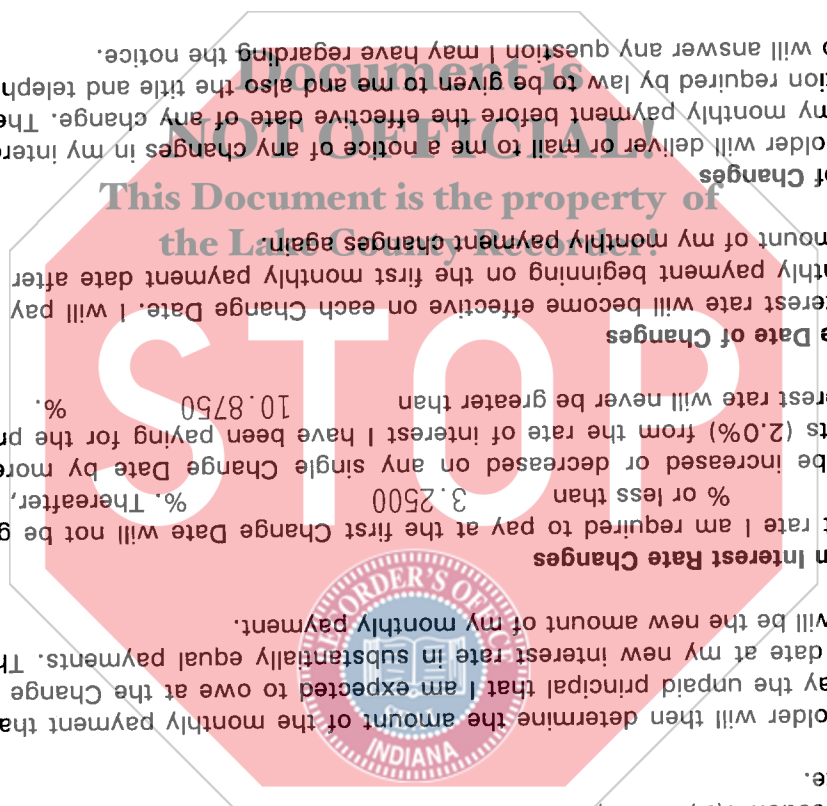 e.
older will then determine the amount of the monthly payment tha
ay the unpaid principal that I am expected to owe at the Change
date at my new interest rate in substantially equal payments. Th
will be the new amount of my monthly payment.
n Interest Rate Changes
t rate I am required to pay at the first Change Date will not be g
% or less than 3.2500 %. Thereafter,
be increased or decreased on any single Change Date by more
ts (2.0%) from the rate of interest I have been paying for the pr
erest rate will never be greater than 10.8750 %.
e Date of Changes
erest rate will become effective on each Change Date. I will pay
thly payment beginning on the first monthly payment date after
mount of my monthly payment changes again.
of Changes
older will deliver or mail to me a notice of any changes in my intere
my monthly payment before the effective date of any change. The
tion required by law to be given to me and also the title and teleph
o will answer any question I may have regarding the notice.
Document is
NOT OFFICIAL!
This Document is the property of
the Lake County Recorder!
STOP
RECORDER'S OFFICE
INDIANA